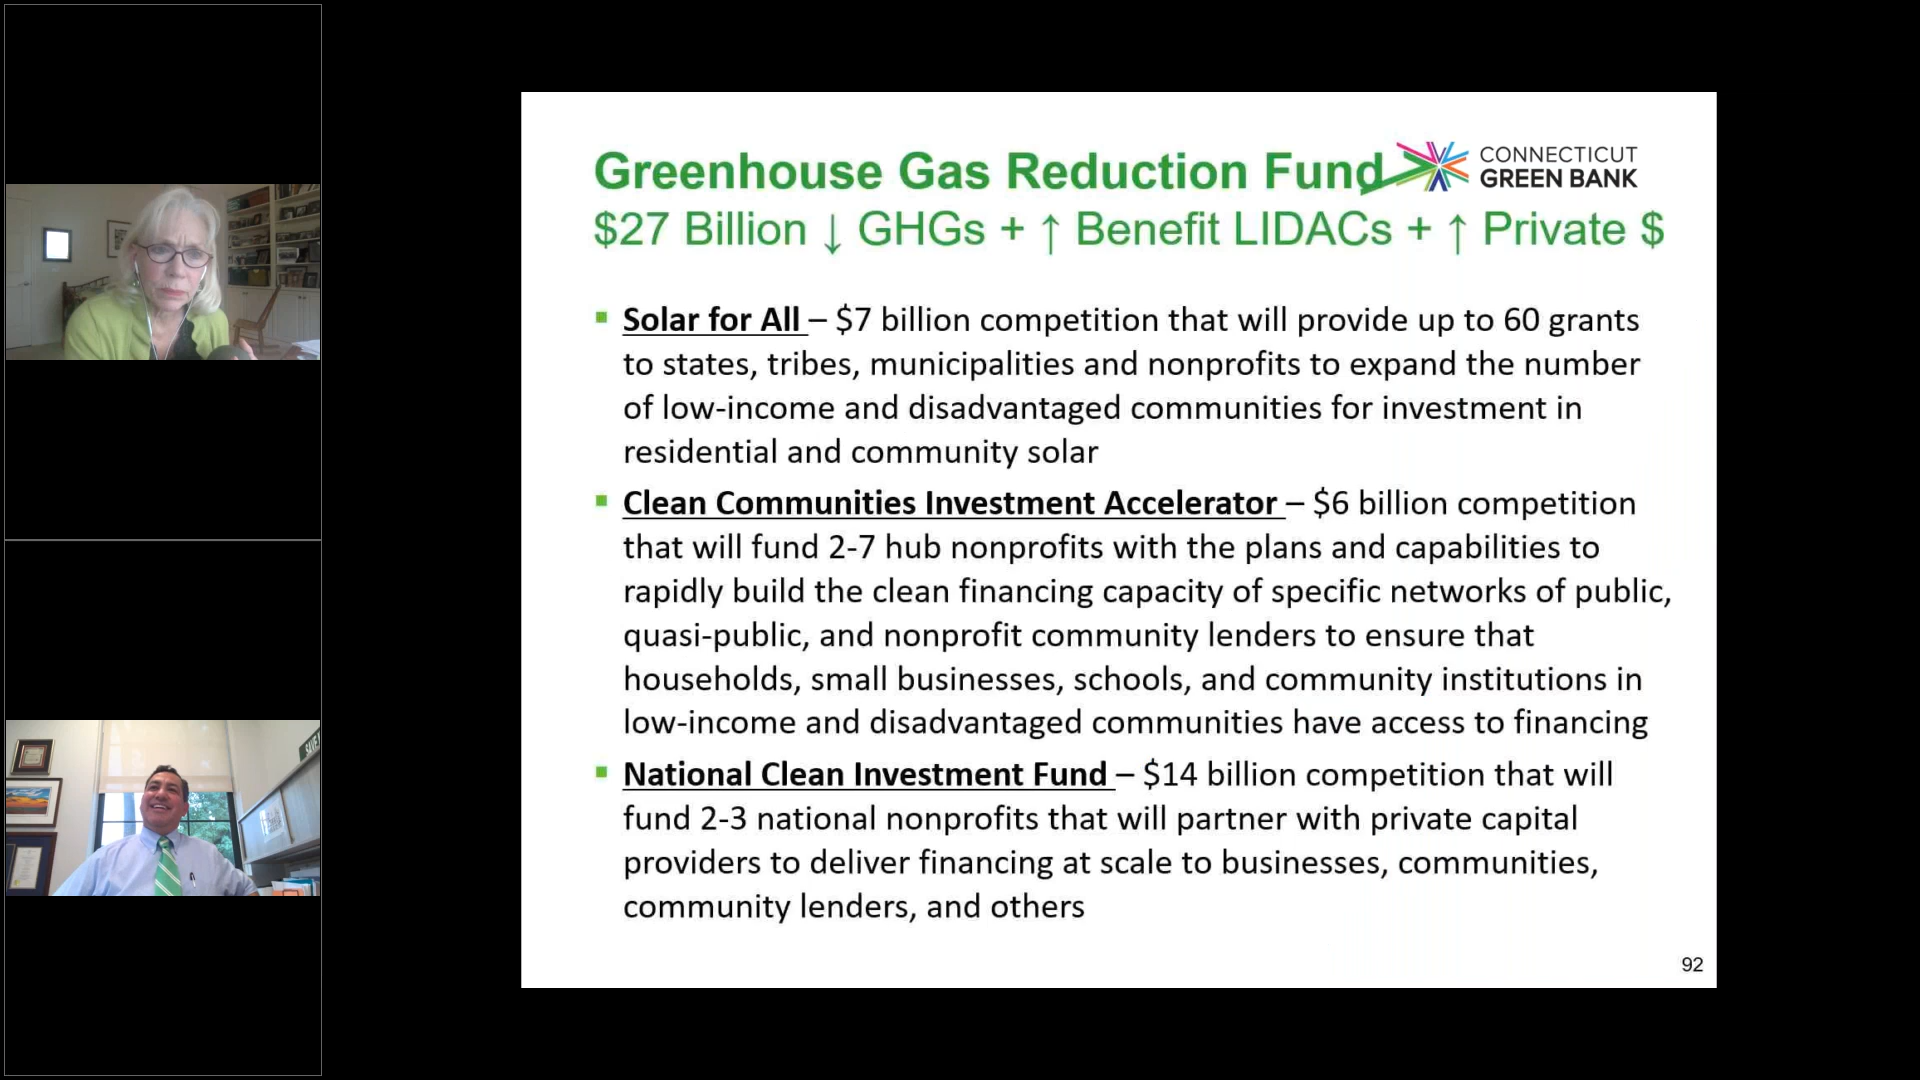 Greenhouse Gas Reduction Fund
CONNECTICUT
GREEN BANK
$27 Billion ↓ GHGs + ↑ Benefit LIDACs + ↑ Private $
▪ Solar for All – $7 billion competition that will provide up to 60 grants
to states, tribes, municipalities and nonprofits to expand the number
of low-income and disadvantaged communities for investment in
residential and community solar
▪ Clean Communities Investment Accelerator – $6 billion competition
that will fund 2-7 hub nonprofits with the plans and capabilities to
rapidly build the clean financing capacity of specific networks of public,
quasi-public, and nonprofit community lenders to ensure that
households, small businesses, schools, and community institutions in
low-income and disadvantaged communities have access to financing
▪ National Clean Investment Fund – $14 billion competition that will
fund 2-3 national nonprofits that will partner with private capital
providers to deliver financing at scale to businesses, communities,
community lenders, and others
92